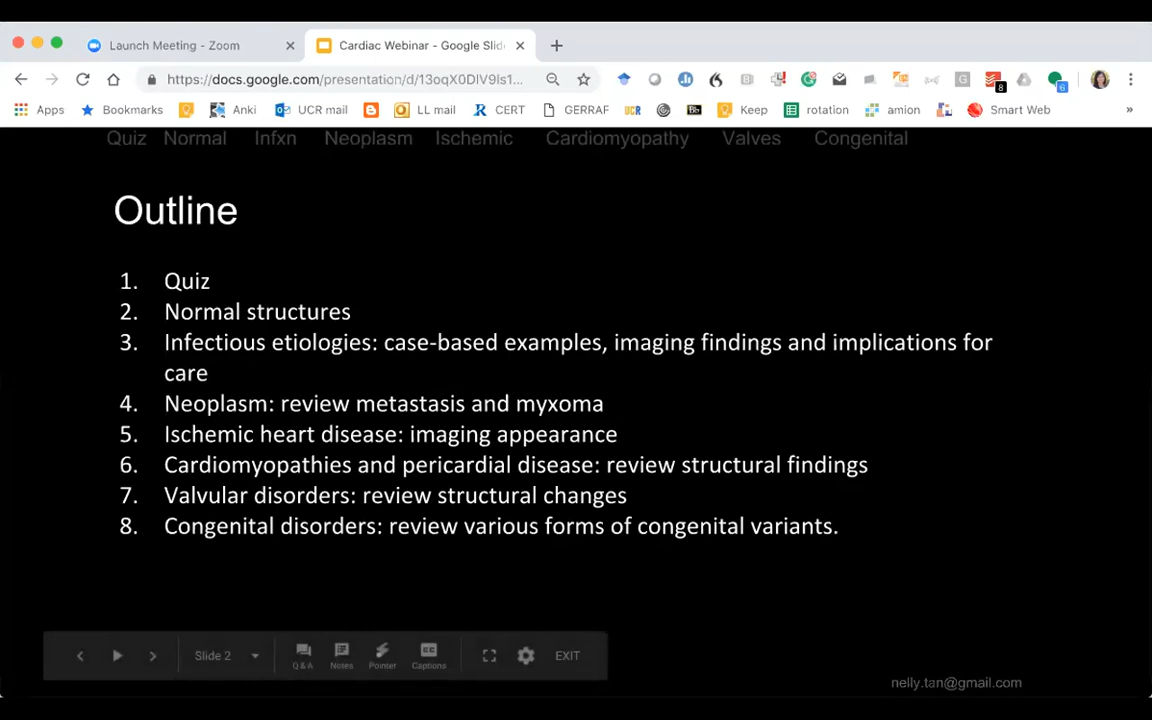 Launch Meeting - Zoom
Cardiac Webinar - Google Slid
https://docs.google.com/presentation/d/13oqX0DlV9ls1...
8
6
Apps Bookmarks Anki UCR mail LL mail CERT GERRAF UCR Keep rotation amion Smart Web »
Quiz Normal Infxn Neoplasm Ischemic Cardiomyopathy Valves Congenital
Outline
1. Quiz
2. Normal structures
3. Infectious etiologies: case-based examples, imaging findings and implications for
care
4. Neoplasm: review metastasis and myxoma
5. Ischemic heart disease: imaging appearance
6. Cardiomyopathies and pericardial disease: review structural findings
7. Valvular disorders: review structural changes
8. Congenital disorders: review various forms of congenital variants.
Slide 2
Q & A Notes Pointer Captions EXIT
nelly.tan@gmail.com